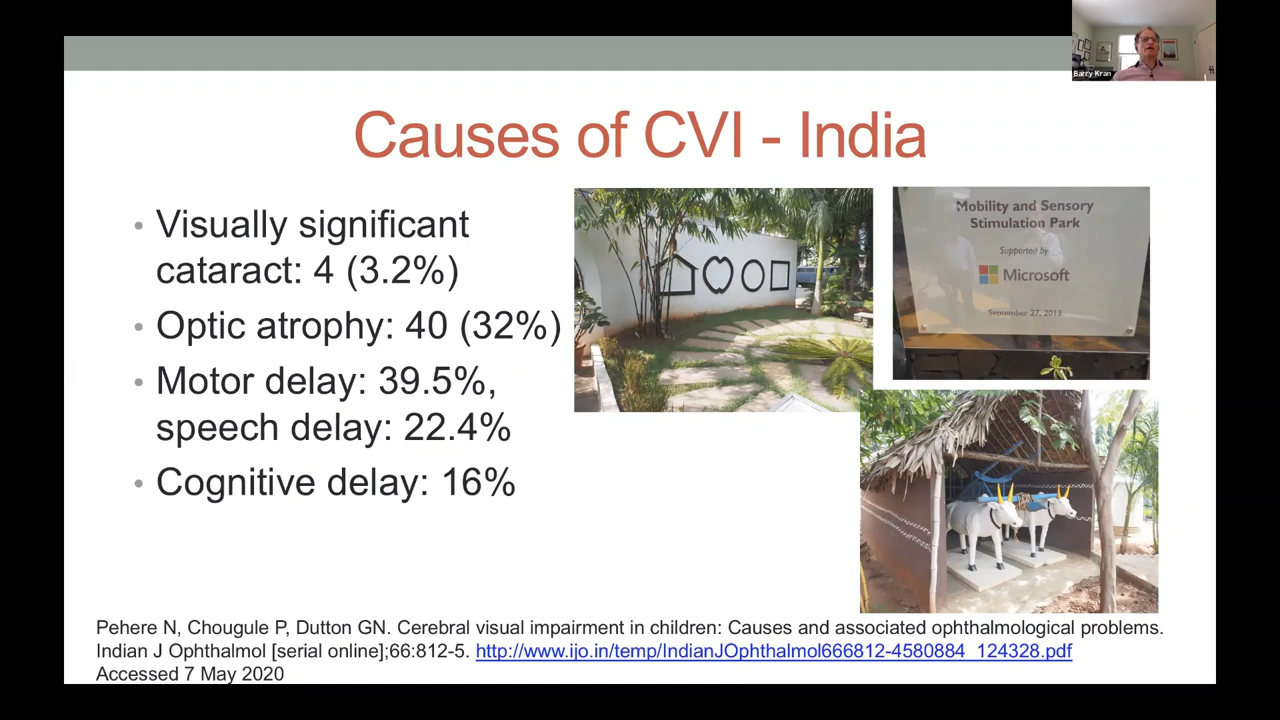 Barry Kran
Causes of CVI - India
• Visually significant
cataract: 4 (3.2%)
• Optic atrophy: 40 (32%)
• Motor delay: 39.5%,
speech delay: 22.4%
• Cognitive delay: 16%
Mobility and Sensory
Stimulation Park
Supported by
Microsoft
September 27, 2013
Pehere N, Chougule P, Dutton GN. Cerebral visual impairment in children: Causes and associated ophthalmological problems.
Indian J Ophthalmol [serial online];66:812-5. http://www.ijo.in/temp/IndianJOphthalmol666812-4580884_124328.pdf
Accessed 7 May 2020